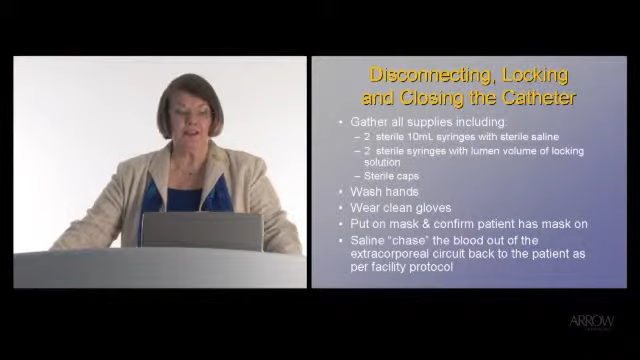 Disconnecting, Locking
and Closing the Catheter
• Gather all supplies including:
– 2 sterile 10mL syringes with sterile saline
– 2 sterile syringes with lumen volume of locking
solution
– Sterile caps
• Wash hands
• Wear clean gloves
• Put on mask & confirm patient has mask on
• Saline "chase" the blood out of the
extracorporeal circuit back to the patient as
per facility protocol
ARROW